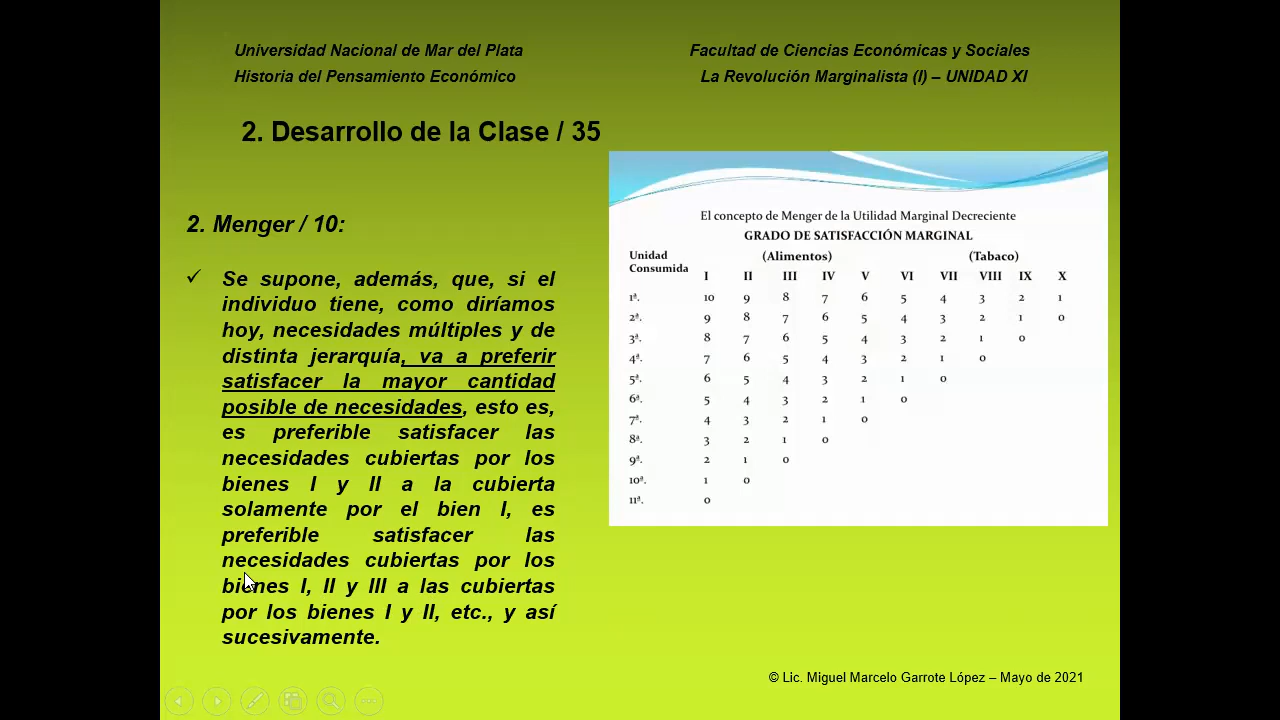 Universidad Nacional de Mar del Plata
Facultad de Ciencias Económicas y Sociales
Historia del Pensamiento Económico
La Revolución Marginalista (I) – UNIDAD XI
2. Desarrollo de la Clase / 35
2. Menger / 10:
✓ Se supone, además, que, si el
individuo tiene, como diríamos
hoy, necesidades múltiples y de
distinta jerarquía, va a preferir
satisfacer la mayor cantidad
posible de necesidades, esto es,
es preferible satisfacer las
necesidades cubiertas por los
bienes I y II a la cubierta
solamente por el bien I, es
preferible satisfacer las
necesidades cubiertas por los
bienes I, II y III a las cubiertas
por los bienes I y II, etc., y así
sucesivamente.
El concepto de Menger de la Utilidad Marginal Decreciente
GRADO DE SATISFACCIÓN MARGINAL
Unidad (Alimentos) (Tabaco)
Consumida
I II III IV V VI VII VIII IX X
1ª. 10 9 8 7 6 5 4 3 2 1
2ª. 9 8 7 6 5 4 3 2 1 0
3ª. 8 7 6 5 4 3 2 1 0
4ª. 7 6 5 4 3 2 1 0
5ª. 6 5 4 3 2 1 0
6ª. 5 4 3 2 1 0
7ª. 4 3 2 1 0
8ª. 3 2 1 0
9ª. 2 1 0
10ª. 1 0
11ª. 0
© Lic. Miguel Marcelo Garrote López – Mayo de 2021